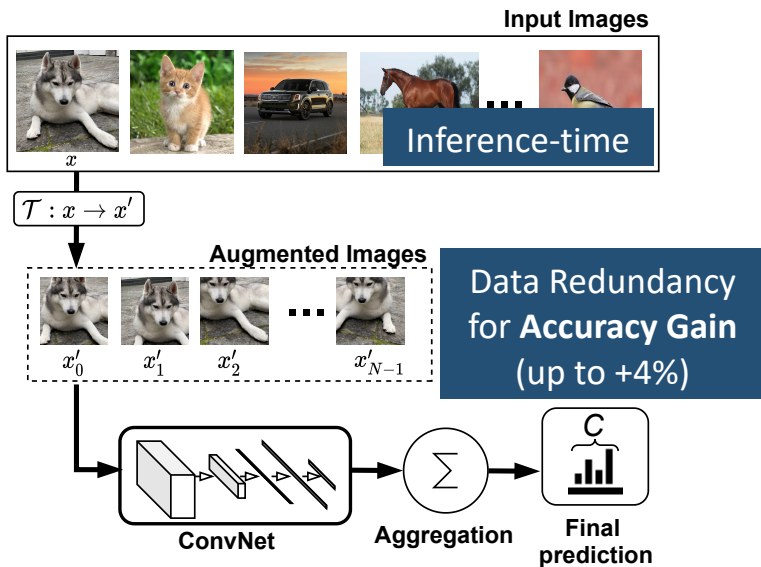 Input Images
Inference-time
x
𝒯 : x → x′
Augmented Images
x′₀ x′₁ x′₂ ... x′_{N−1}
Data Redundancy
for Accuracy Gain
(up to +4%)
ConvNet
∑
Aggregation
C
Final
prediction